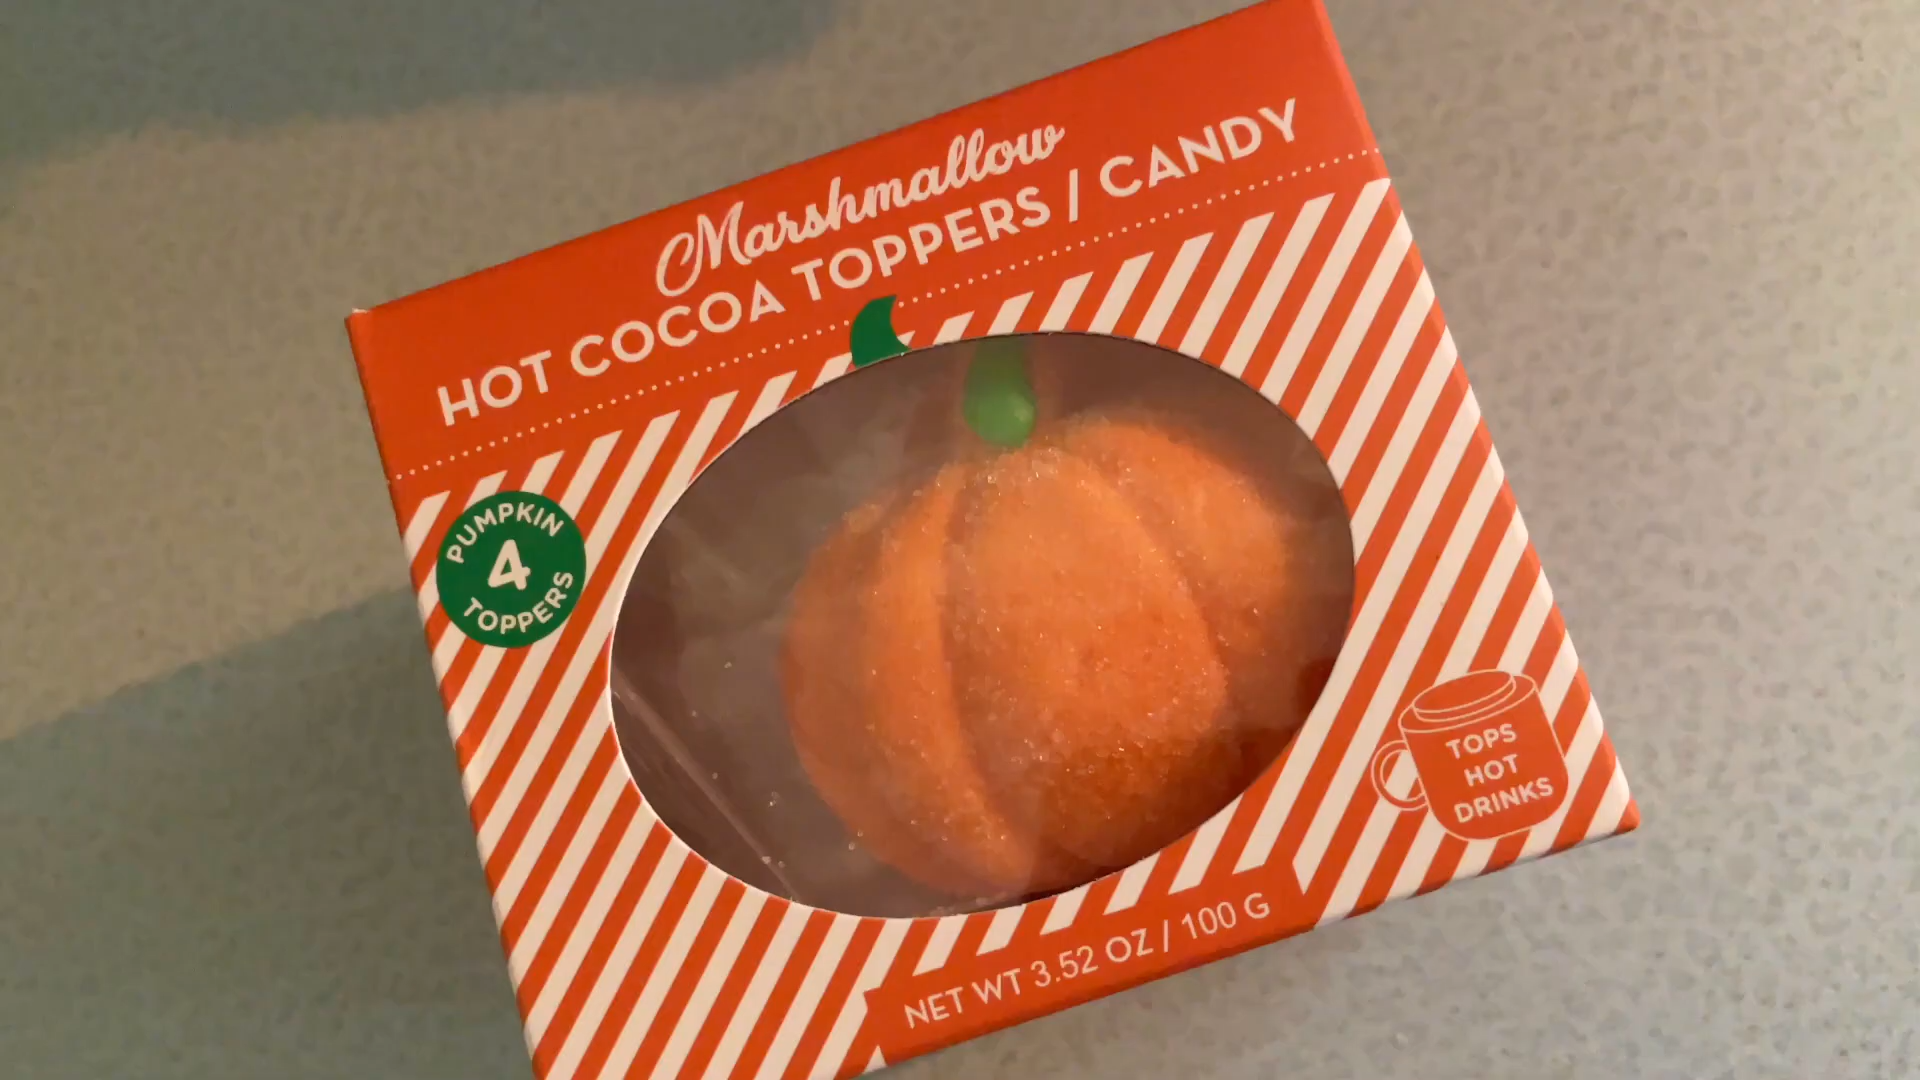 Marshmallow
HOT COCOA TOPPERS / CANDY
PUMPKIN
4
TOPPERS
TOPS
HOT
DRINKS
NET WT 3.52 OZ / 100 G